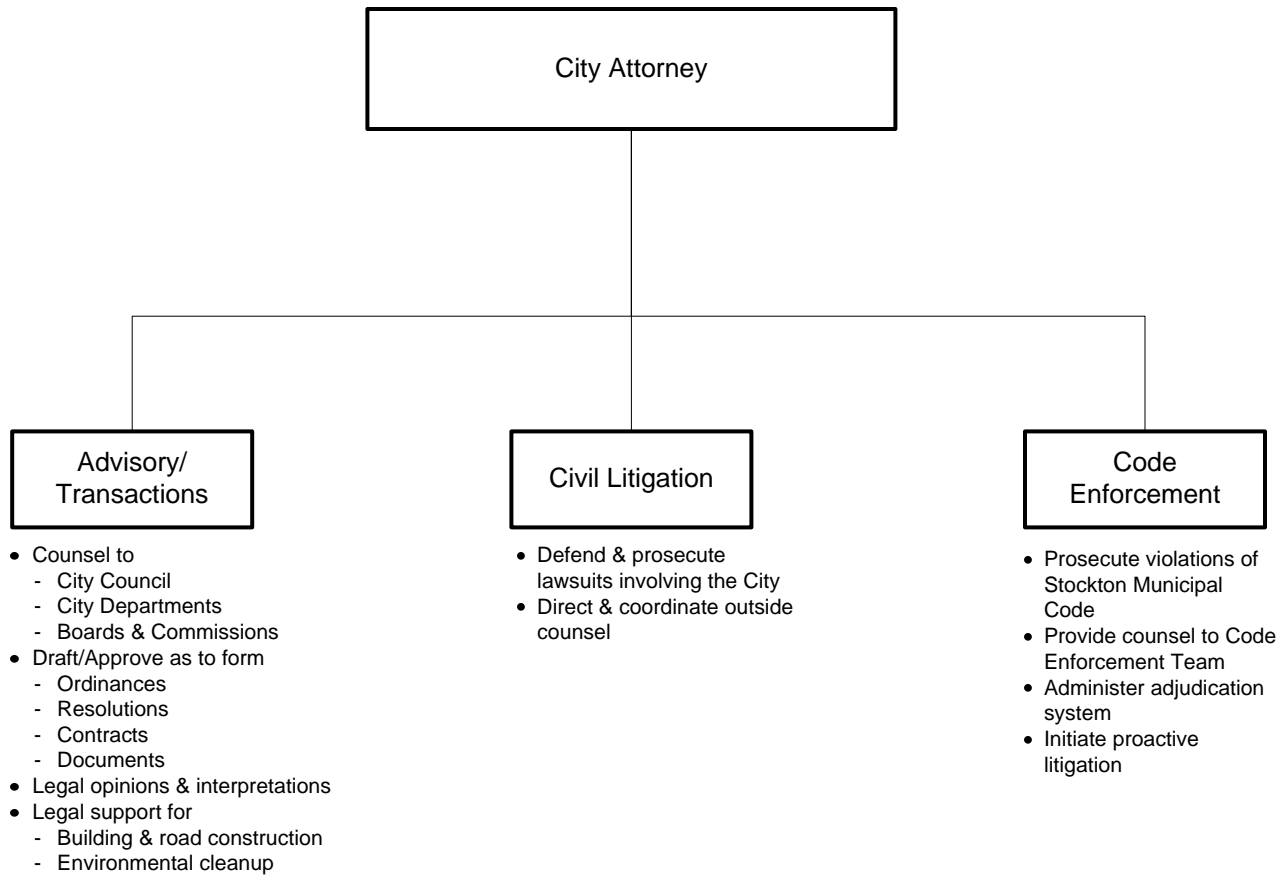 City Attorney
Advisory/
Transactions
• Counsel to
- City Council
- City Departments
- Boards & Commissions
• Draft/Approve as to form
- Ordinances
- Resolutions
- Contracts
- Documents
• Legal opinions & interpretations
• Legal support for
- Building & road construction
- Environmental cleanup
Civil Litigation
• Defend & prosecute
lawsuits involving the City
• Direct & coordinate outside
counsel
Code
Enforcement
• Prosecute violations of
Stockton Municipal
Code
• Provide counsel to Code
Enforcement Team
• Administer adjudication
system
• Initiate proactive
litigation